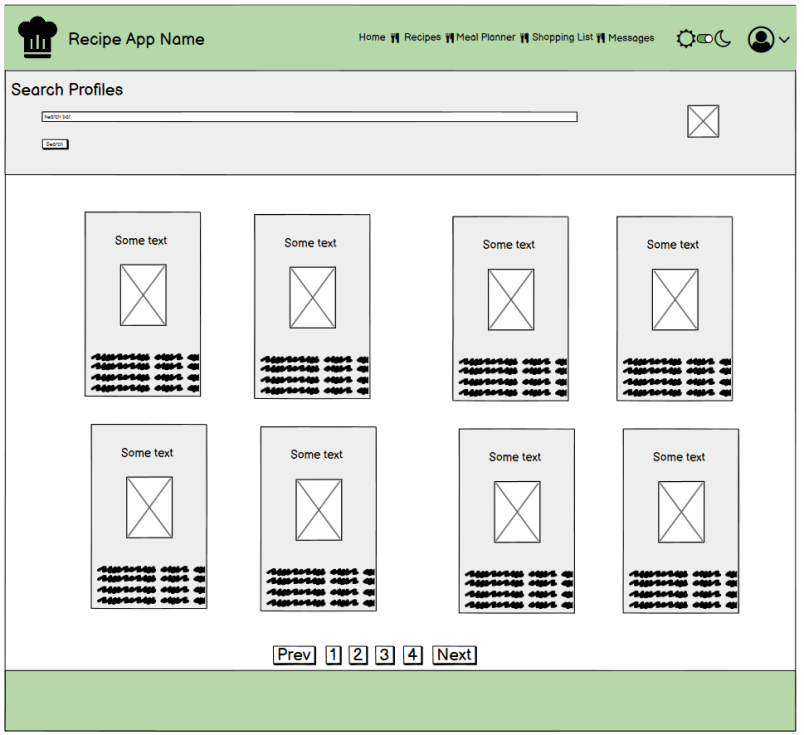 Recipe App Name
Home Recipes Meal Planner Shopping List Messages
Search Profiles
search bar
Search
Some text Some text Some text Some text
Some text Some text Some text Some text
Prev 1 2 3 4 Next